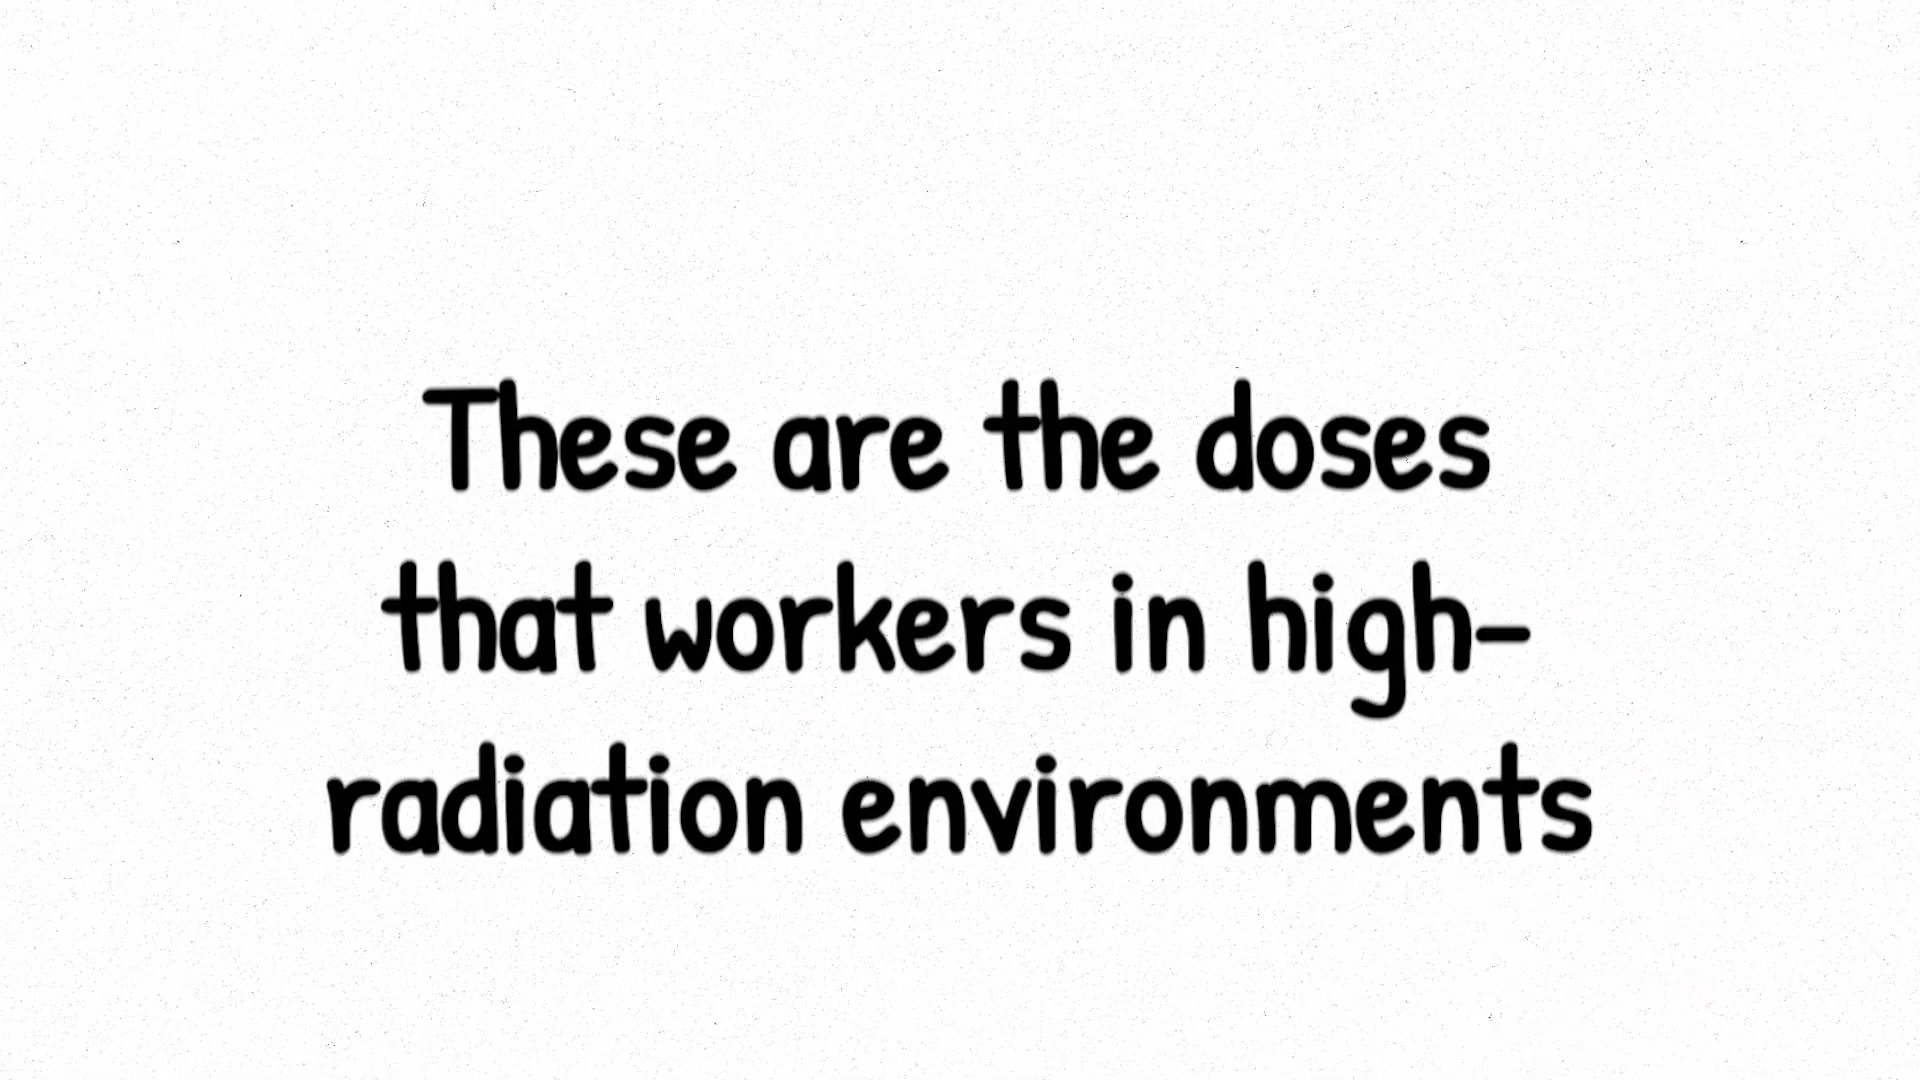 These are the doses
that workers in high-
radiation environments